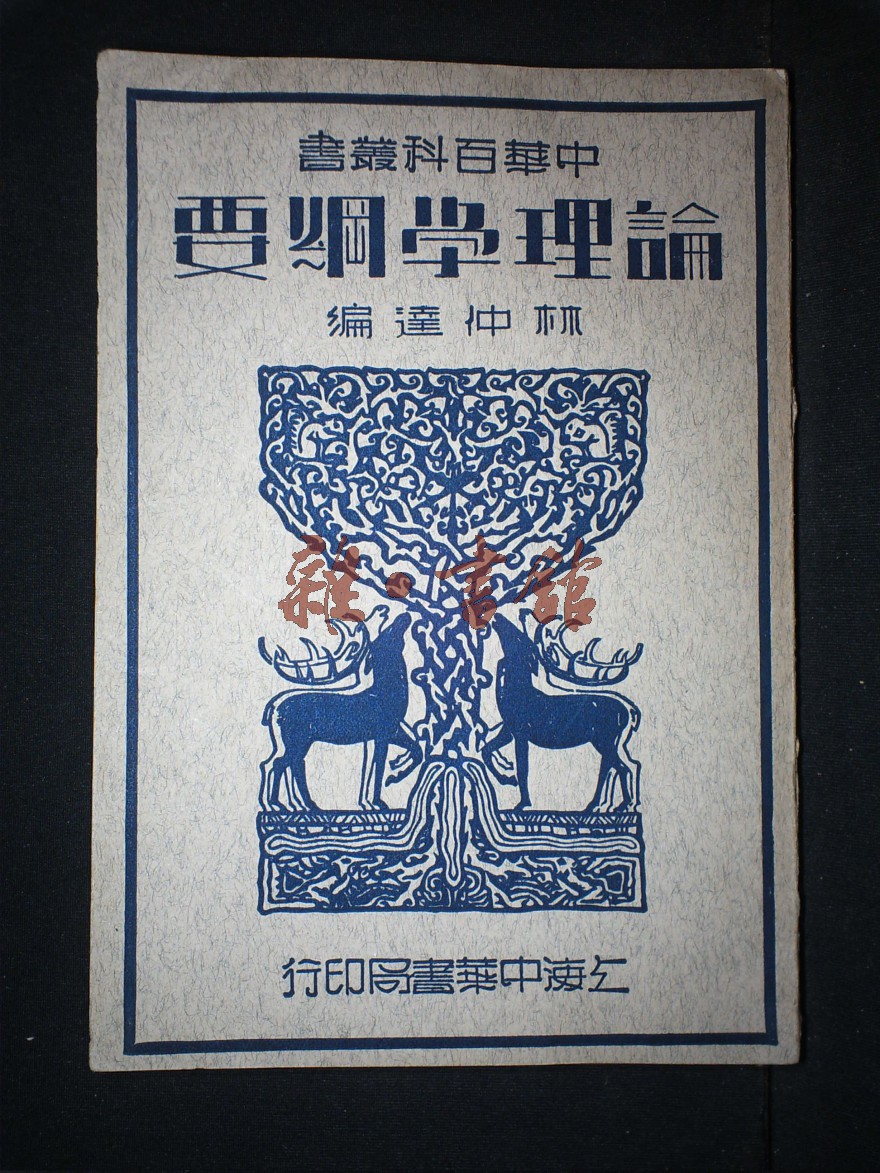 中華百科叢書
論理學綱要
林仲達編
雜·書館
上海中華書局印行